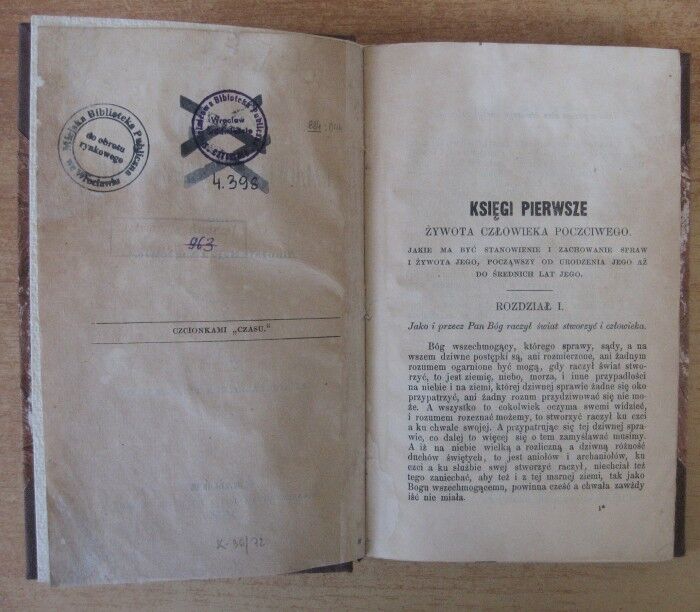 Miejska Biblioteka Publiczna
we Wrocławiu
do obrotu
rynkowego
Biblioteka Public
Wrocław
4.398
963
CZCIONKAMI „CZASU.“
K-90/72
KSIĘGI PIERWSZE
ŻYWOTA CZŁOWIEKA POCZCIWEGO.
JAKIE MA BYĆ STANOWIENIE I ZACHOWANIE SPRAW
I ŻYWOTA JEGO, POCZĄWSZY OD URODZENIA JEGO AŻ
DO ŚREDNICH LAT JEGO.
ROZDZIAŁ I.
Jako i przecz Pan Bóg raczył świat stworzyć i człowieka.
Bóg wszechmogący, którego sprawy, sądy, a na
wszem dziwne postępki są, ani rozmierzone, ani żadnym
rozumem ogarnione być mogą, gdy raczył świat stwo-
rzyć, to jest ziemię, niebo, morza, i inne przypadłości
na niebie i na ziemi, której dziwnej sprawie żadne się oko
przypatrzyć, ani żadny rozum przydziwować się nie mo-
że. A wszystko to cokolwiek oczyma swemi widzieć,
i rozumem rozeznać możemy, to stworzyć raczył ku czci
a ku chwale swojej. A przypatrując się tej dziwnej spra-
wie, co dalej to więcej się o tem zamyślawać musimy.
A iż na niebie wielką a rozliczną a dziwną różność
duchów świętych, to jest aniołów i archaniołów, ku
czci a ku służbie swej stworzyć raczył, niechciał też
tego zaniechać, aby też i z tej marnej ziemi, tak jako
Bogu wszechmogącemu, powinna cześć a chwała zawżdy
iść nie miała.
1*